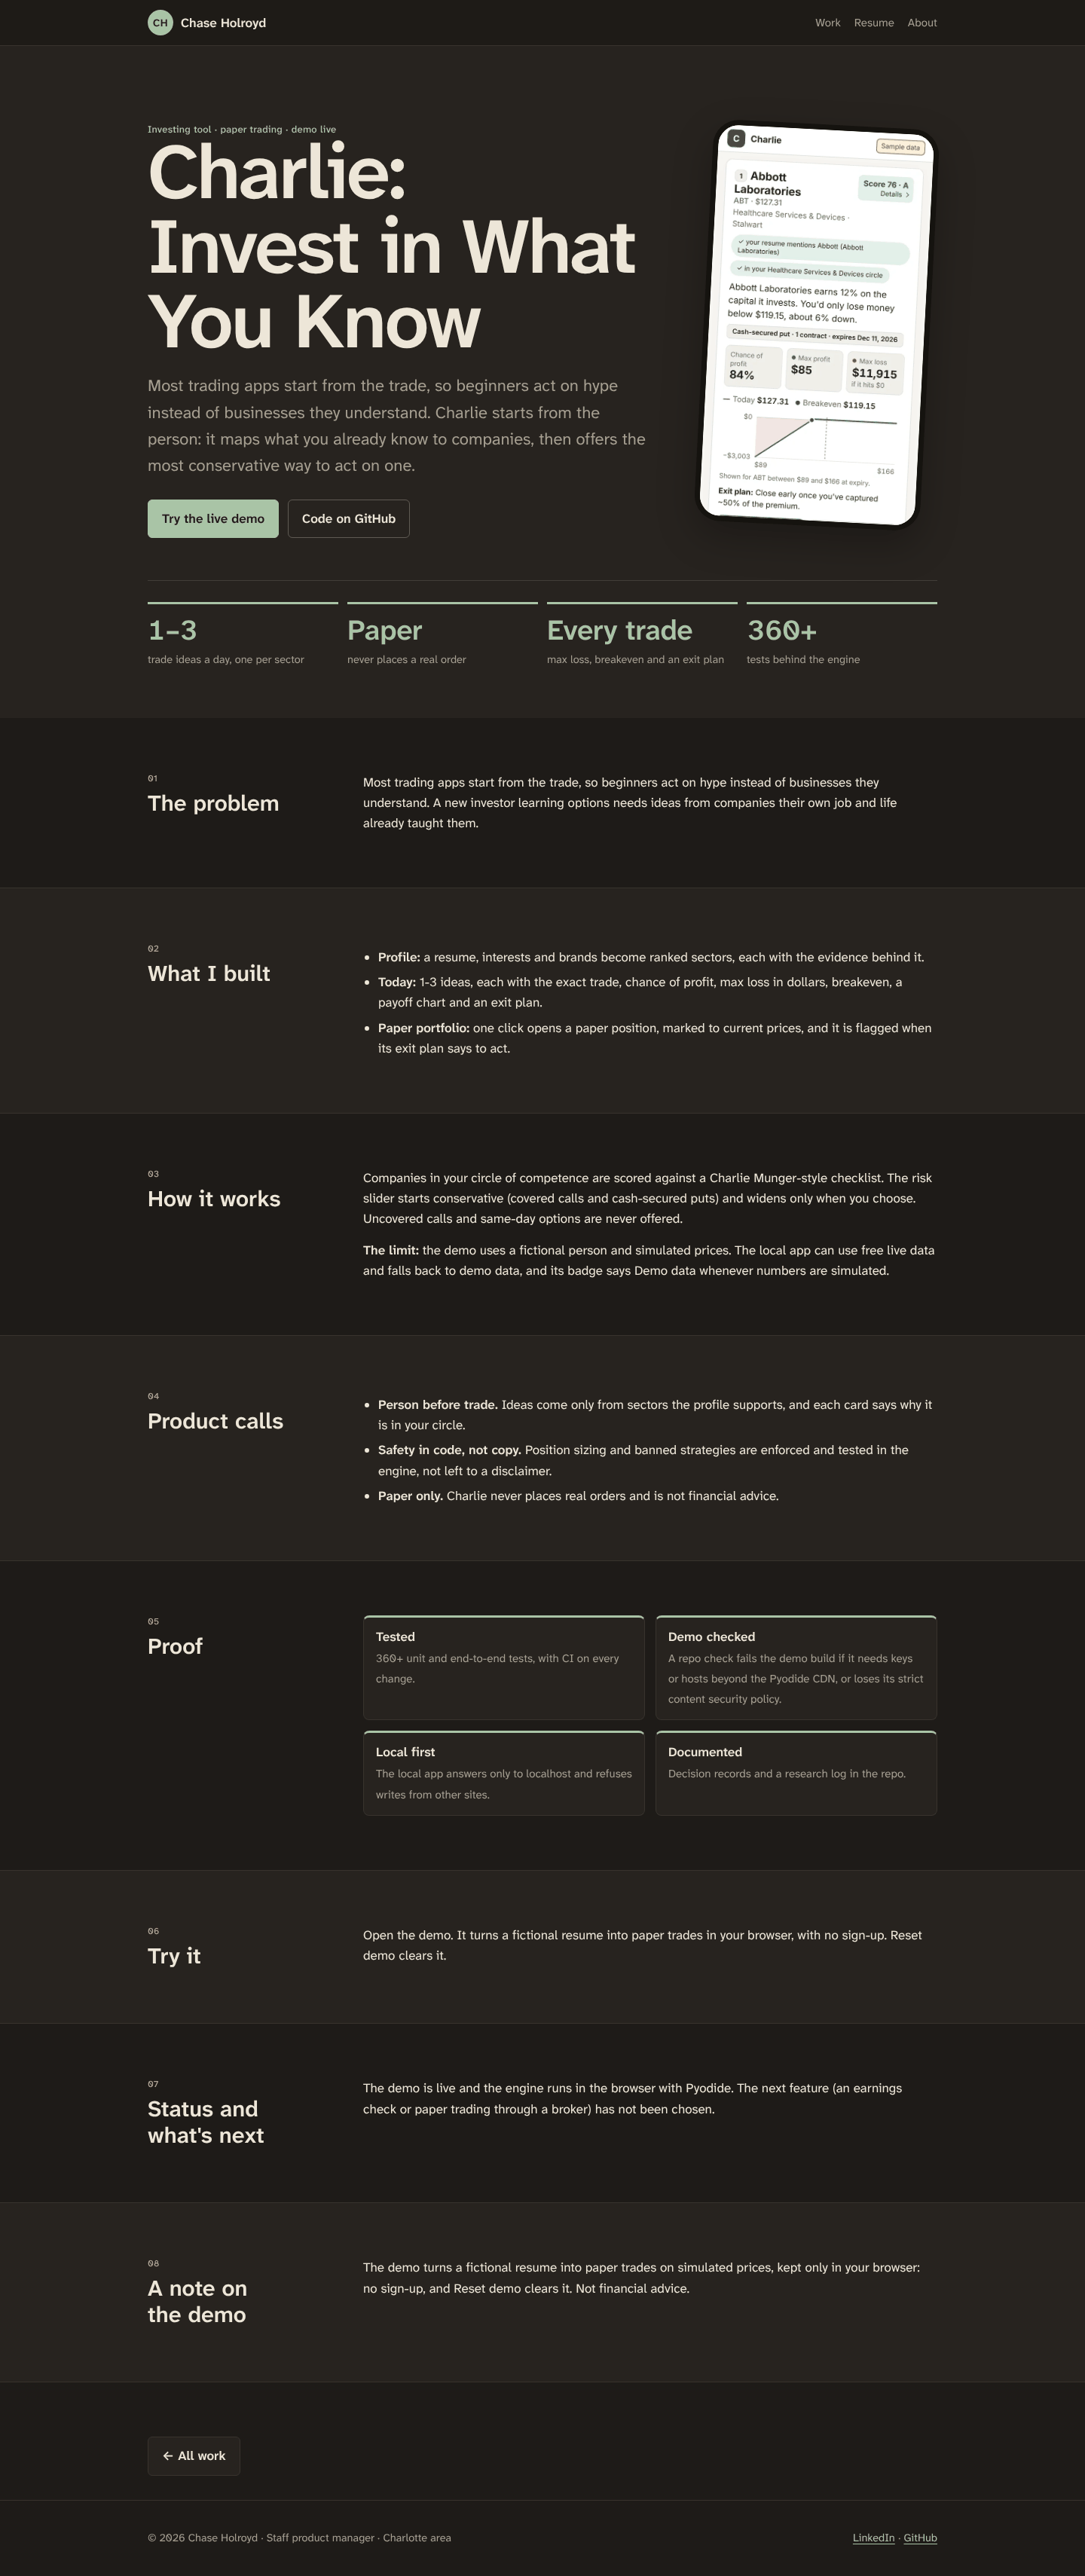 CH Chase Holroyd
Work Resume About
Investing tool · paper trading · demo live
Charlie:
Invest in What
You Know
Most trading apps start from the trade, so beginners act on hype
instead of businesses they understand. Charlie starts from the
person: it maps what you already know to companies, then offers the
most conservative way to act on one.
Try the live demo
Code on GitHub
C Charlie
Sample data
1 Abbott
Laboratories
ABT · $127.31
Healthcare Services & Devices ·
Stalwart
Score 76 · A
Details >
✓ your resume mentions Abbott (Abbott
Laboratories)
✓ in your Healthcare Services & Devices circle
Abbott Laboratories earns 12% on the
capital it invests. You'd only lose money
below $119.15, about 6% down.
Cash-secured put · 1 contract · expires Dec 11, 2026
Chance of
profit
84%
● Max profit
$85
● Max loss
$11,915
if it hits $0
— Today $127.31 ● Breakeven $119.15
$0
−$3,003
$89
$166
Shown for ABT between $89 and $166 at expiry.
Exit plan: Close early once you've captured
~50% of the premium.
1–3
trade ideas a day, one per sector
Paper
never places a real order
Every trade
max loss, breakeven and an exit plan
360+
tests behind the engine
01
The problem
Most trading apps start from the trade, so beginners act on hype instead of businesses they
understand. A new investor learning options needs ideas from companies their own job and life
already taught them.
02
What I built
• Profile: a resume, interests and brands become ranked sectors, each with the evidence behind it.
• Today: 1-3 ideas, each with the exact trade, chance of profit, max loss in dollars, breakeven, a
payoff chart and an exit plan.
• Paper portfolio: one click opens a paper position, marked to current prices, and it is flagged when
its exit plan says to act.
03
How it works
Companies in your circle of competence are scored against a Charlie Munger-style checklist. The risk
slider starts conservative (covered calls and cash-secured puts) and widens only when you choose.
Uncovered calls and same-day options are never offered.
The limit: the demo uses a fictional person and simulated prices. The local app can use free live data
and falls back to demo data, and its badge says Demo data whenever numbers are simulated.
04
Product calls
• Person before trade. Ideas come only from sectors the profile supports, and each card says why it
is in your circle.
• Safety in code, not copy. Position sizing and banned strategies are enforced and tested in the
engine, not left to a disclaimer.
• Paper only. Charlie never places real orders and is not financial advice.
05
Proof
Tested
360+ unit and end-to-end tests, with CI on every
change.
Demo checked
A repo check fails the demo build if it needs keys
or hosts beyond the Pyodide CDN, or loses its strict
content security policy.
Local first
The local app answers only to localhost and refuses
writes from other sites.
Documented
Decision records and a research log in the repo.
06
Try it
Open the demo. It turns a fictional resume into paper trades in your browser, with no sign-up. Reset
demo clears it.
07
Status and
what's next
The demo is live and the engine runs in the browser with Pyodide. The next feature (an earnings
check or paper trading through a broker) has not been chosen.
08
A note on
the demo
The demo turns a fictional resume into paper trades on simulated prices, kept only in your browser:
no sign-up, and Reset demo clears it. Not financial advice.
← All work
© 2026 Chase Holroyd · Staff product manager · Charlotte area
LinkedIn · GitHub